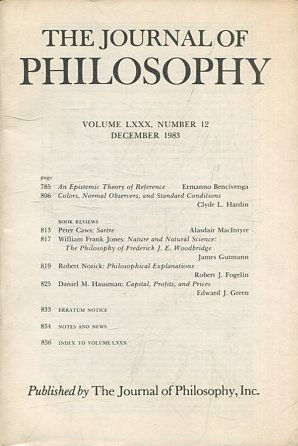 THE JOURNAL OF
PHILOSOPHY
VOLUME LXXX, NUMBER 12
DECEMBER 1983
page
785 An Epistemic Theory of Reference Ermanno Bencivenga
806 Colors, Normal Observers, and Standard Conditions
Clyde L. Hardin
BOOK REVIEWS
813 Peter Caws: Sartre Alasdair MacIntyre
817 William Frank Jones: Nature and Natural Science:
The Philosophy of Frederick J. E. Woodbridge
James Gutmann
819 Robert Nozick: Philosophical Explanations
Robert J. Fogelin
825 Daniel M. Hausman: Capital, Profits, and Prices
Edward J. Green
833 ERRATUM NOTICE
834 NOTES AND NEWS
836 INDEX TO VOLUME LXXX
Published by The Journal of Philosophy, Inc.